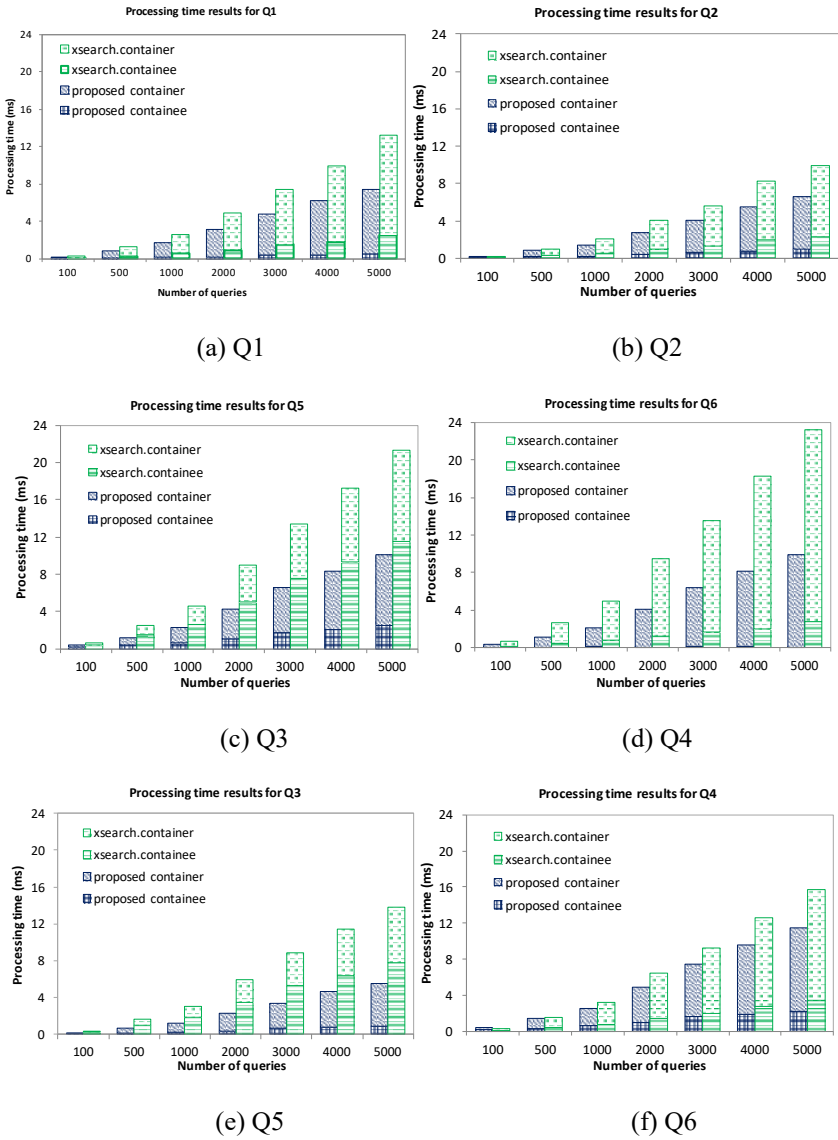 Processing time results for Q1
24
20
16
12
8
4
0
Processing time (ms)
xsearch.container
xsearch.containee
proposed container
proposed containee
100 500 1000 2000 3000 4000 5000
Number of queries
(a) Q1
Processing time results for Q2
24
20
16
12
8
4
0
Processing time (ms)
xsearch.container
xsearch.containee
proposed container
proposed containee
100 500 1000 2000 3000 4000 5000
Number of queries
(b) Q2
Processing time results for Q5
24
20
16
12
8
4
0
Processing time (ms)
xsearch.container
xsearch.containee
proposed container
proposed containee
100 500 1000 2000 3000 4000 5000
Number of queries
(c) Q3
Processing time results for Q6
24
20
16
12
8
4
0
Processing time (ms)
xsearch.container
xsearch.containee
proposed container
proposed containee
100 500 1000 2000 3000 4000 5000
Number of queries
(d) Q4
Processing time results for Q3
24
20
16
12
8
4
0
Processing time (ms)
xsearch.container
xsearch.containee
proposed container
proposed containee
100 500 1000 2000 3000 4000 5000
Number of queries
(e) Q5
Processing time results for Q4
24
20
16
12
8
4
0
Processing time (ms)
xsearch.container
xsearch.containee
proposed container
proposed containee
100 500 1000 2000 3000 4000 5000
Number of queries
(f) Q6